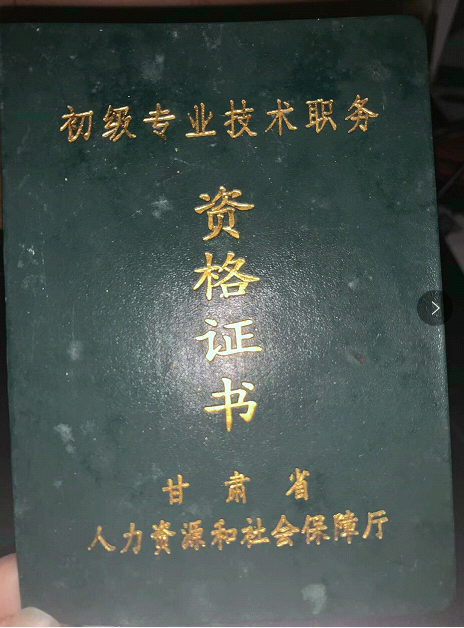 初级专业技术职务
资格证书
甘肃省
人力资源和社会保障厅